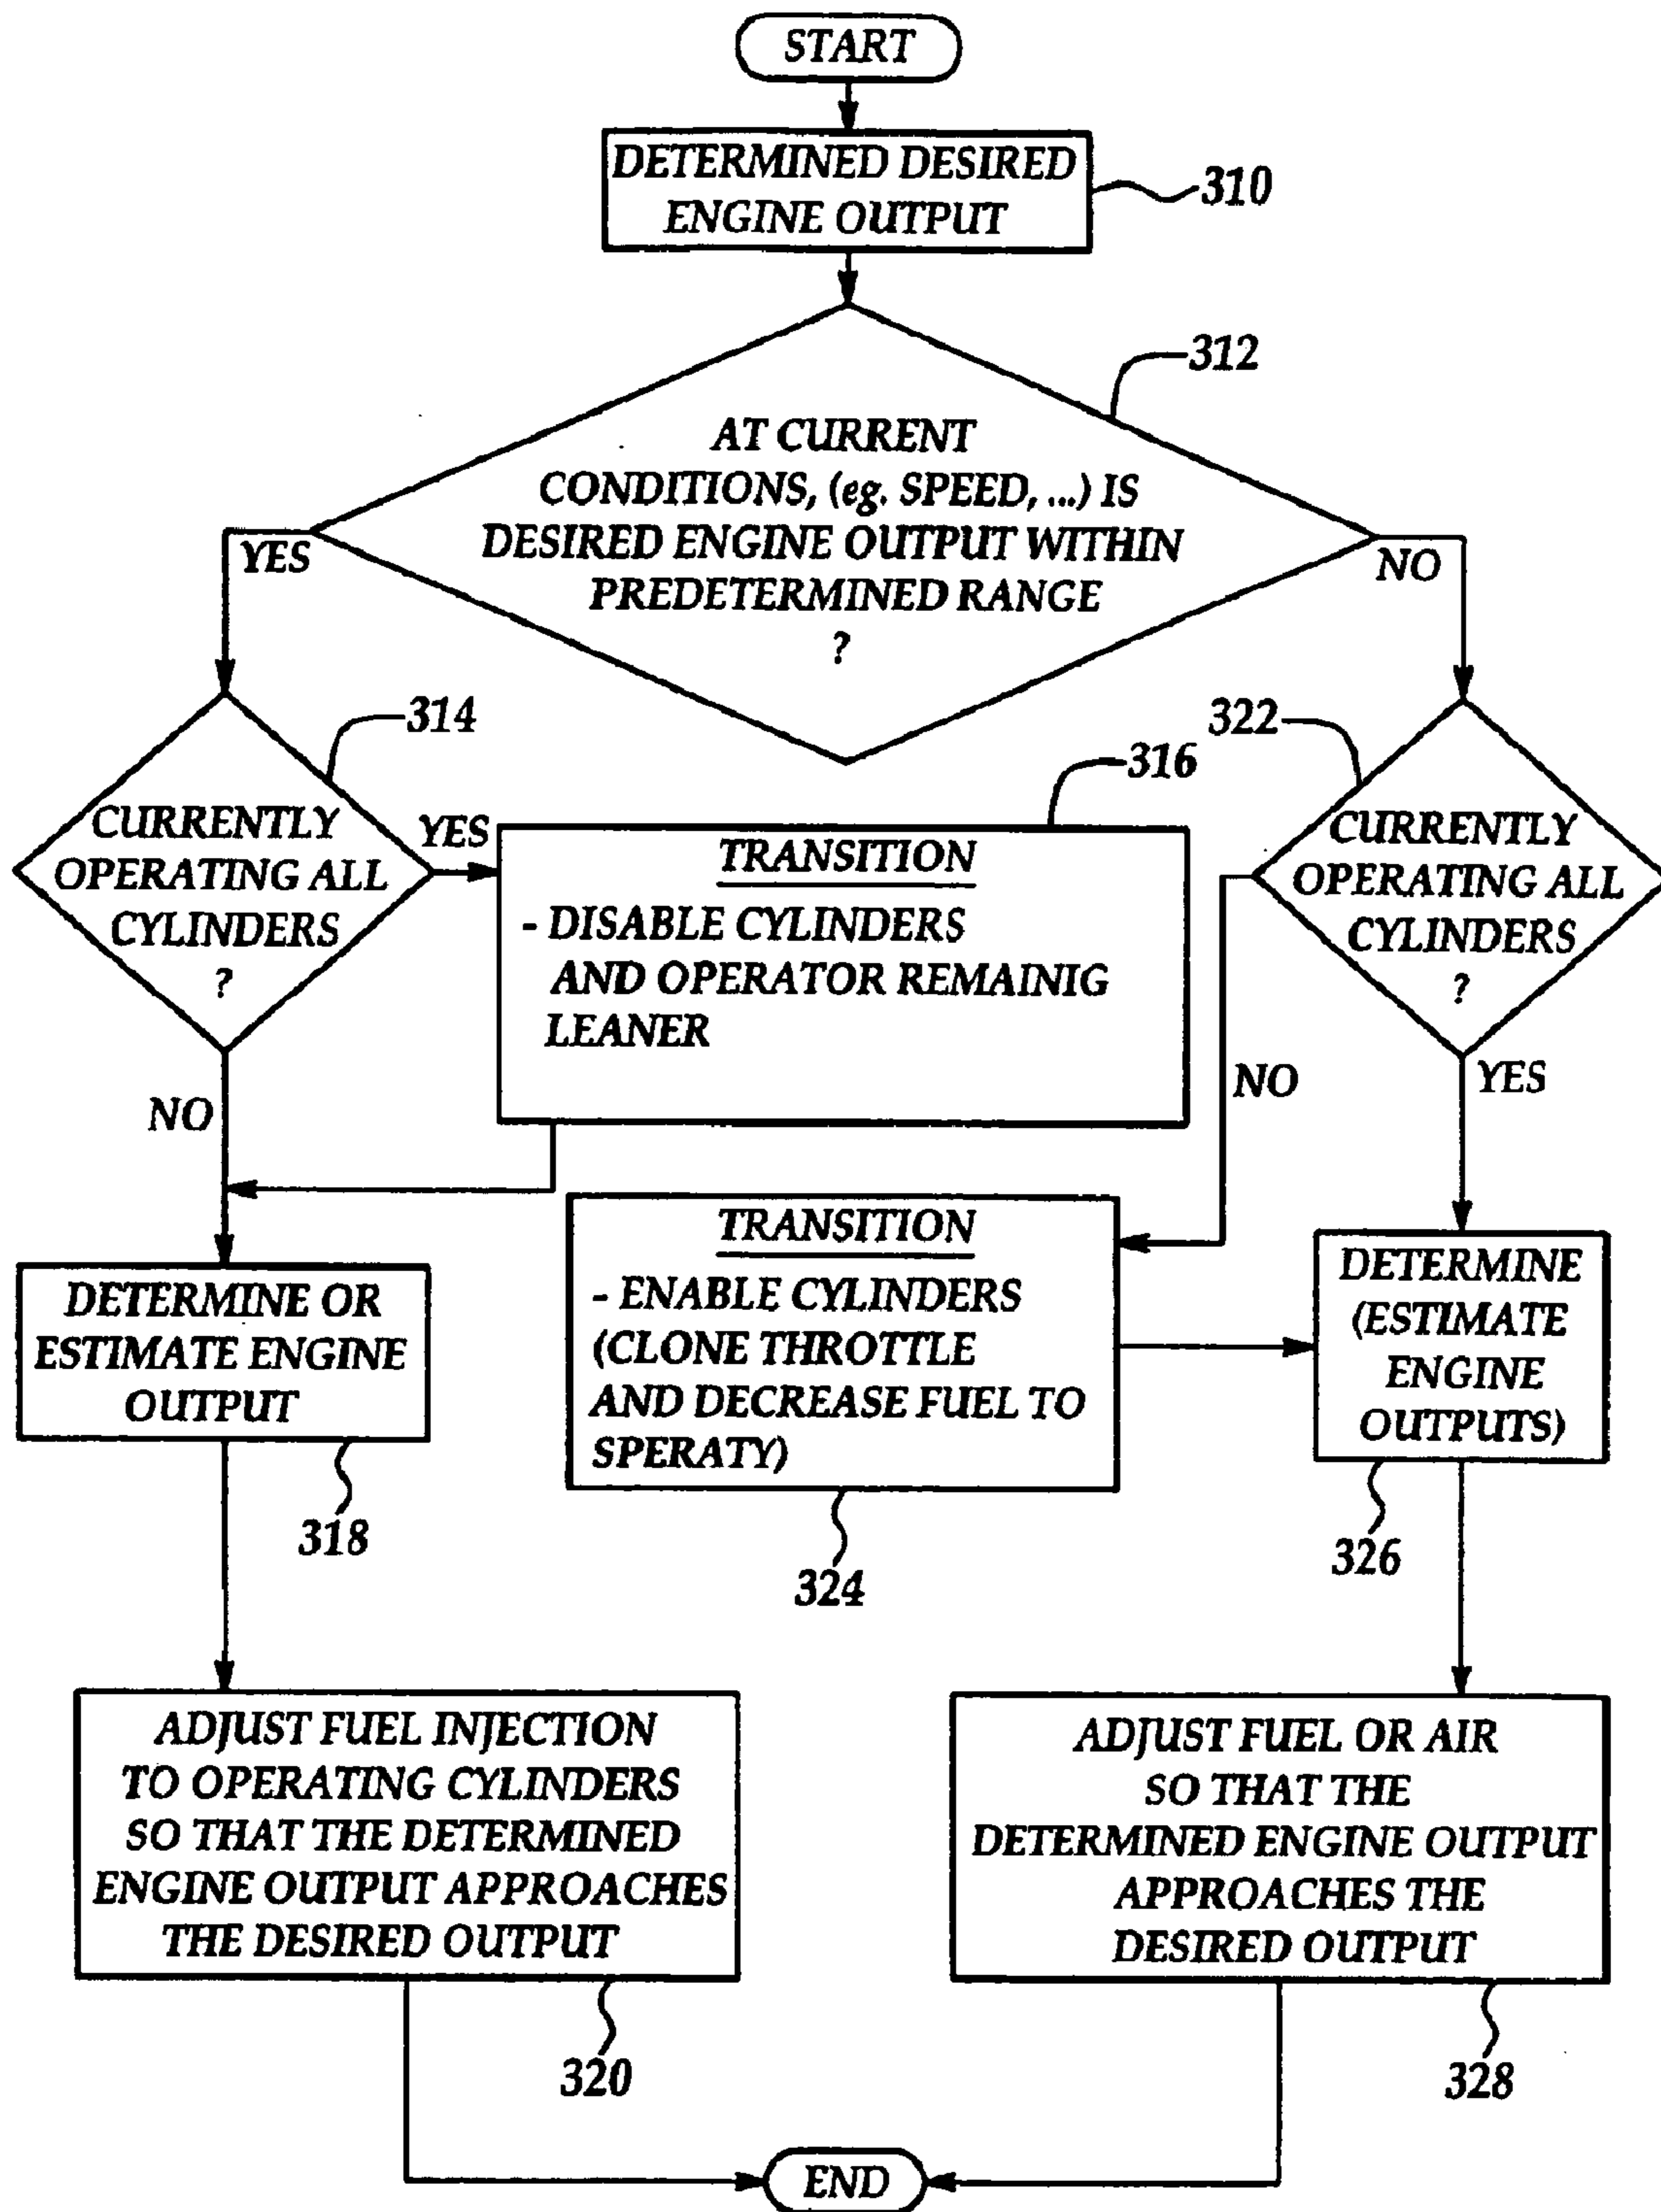 START
DETERMINED DESIRED
ENGINE OUTPUT
310
312
AT CURRENT
CONDITIONS, (eg. SPEED, ...) IS
DESIRED ENGINE OUTPUT WITHIN
PREDETERMINED RANGE
?
YES
NO
314
CURRENTLY
OPERATING ALL
CYLINDERS
?
YES
NO
316
TRANSITION
- DISABLE CYLINDERS
AND OPERATOR REMAINIG
LEANER
322
CURRENTLY
OPERATING ALL
CYLINDERS
?
NO
YES
DETERMINE OR
ESTIMATE ENGINE
OUTPUT
318
TRANSITION
- ENABLE CYLINDERS
(CLONE THROTTLE
AND DECREASE FUEL TO
SPERATY)
324
DETERMINE
(ESTIMATE
ENGINE
OUTPUTS)
326
ADJUST FUEL INJECTION
TO OPERATING CYLINDERS
SO THAT THE DETERMINED
ENGINE OUTPUT APPROACHES
THE DESIRED OUTPUT
320
ADJUST FUEL OR AIR
SO THAT THE
DETERMINED ENGINE OUTPUT
APPROACHES THE
DESIRED OUTPUT
328
END